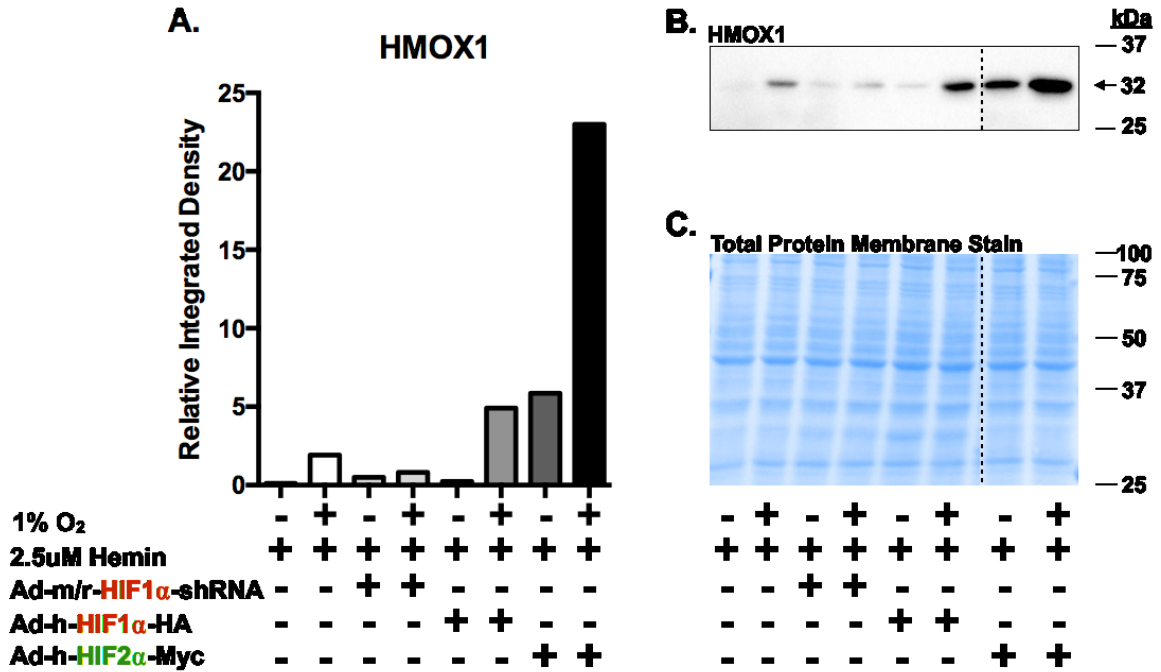 A.
HMOX1
Relative Integrated Density
25
20
15
10
5
0
B.
HMOX1
kDa
37
32
25
C.
Total Protein Membrane Stain
100
75
50
37
25
1% O₂ - + - + - + - + - + - + - + - +
2.5uM Hemin + + + + + + + + + + + + + + + +
Ad-m/r-HIF1α-shRNA - - + + - - - - - - + + - - - -
Ad-h-HIF1α-HA - - - - + + - - - - - - + + - -
Ad-h-HIF2α-Myc - - - - - - + + - - - - - - + +